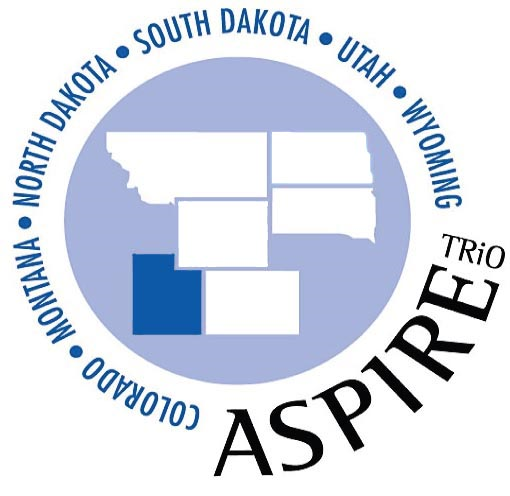 COLORADO • MONTANA • NORTH DAKOTA • SOUTH DAKOTA • UTAH • WYOMING
TRiO
ASPIRE